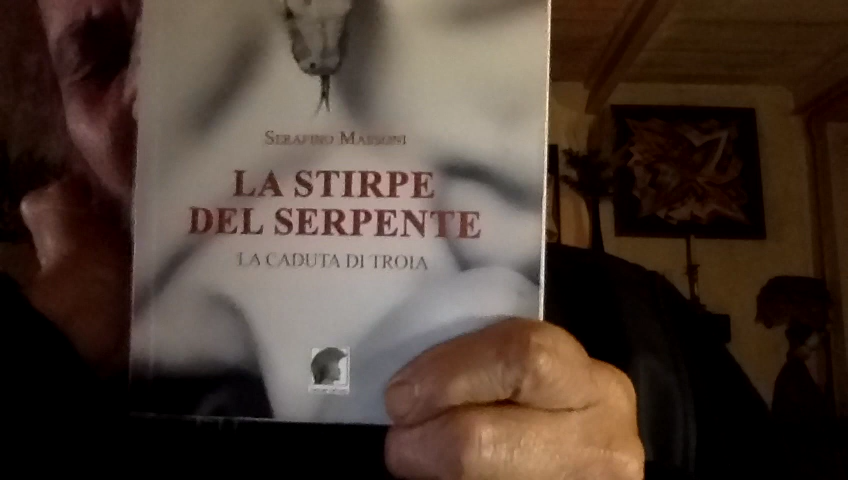 SERAFINO MASSONI
LA STIRPE
DEL SERPENTE
LA CADUTA DI TROIA